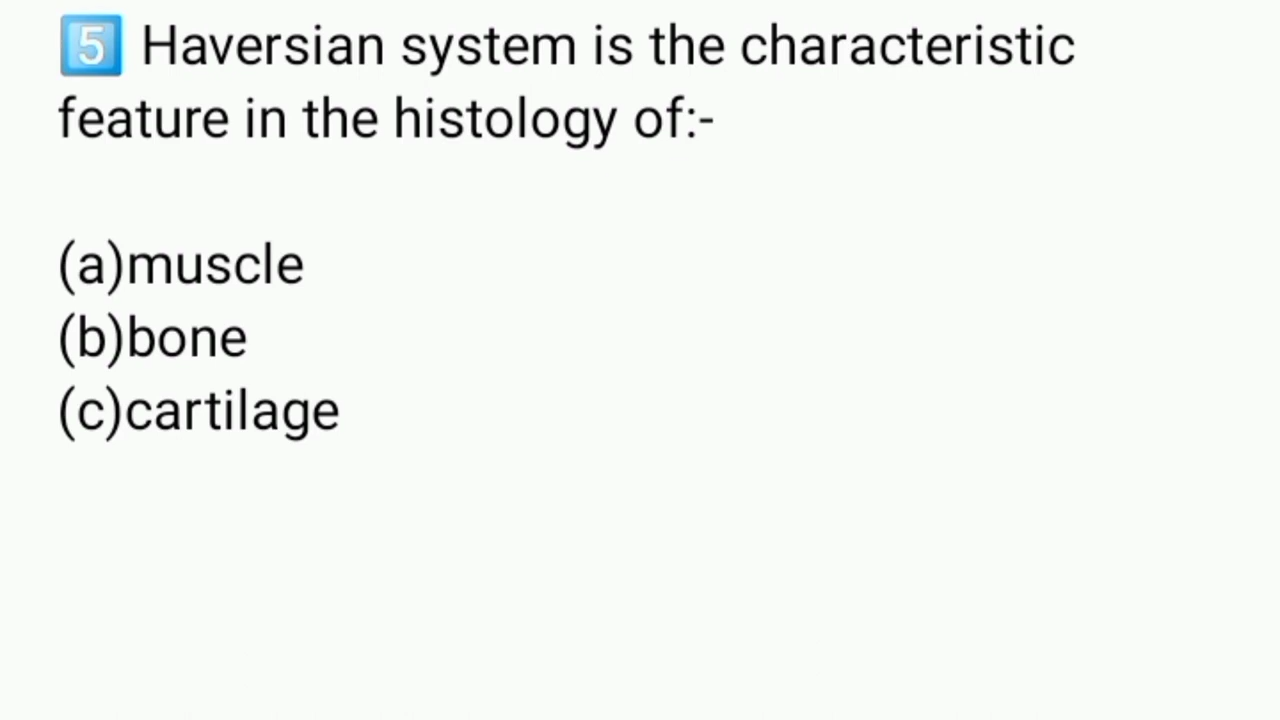 5️⃣ Haversian system is the characteristic
feature in the histology of:-
(a)muscle
(b)bone
(c)cartilage